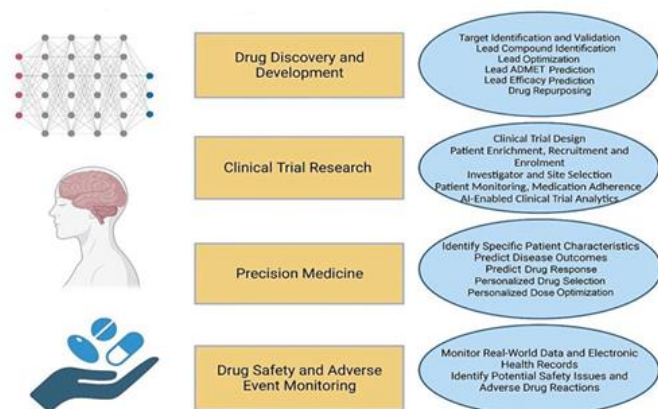 Drug Discovery and
Development
Target Identification and Validation
Lead Compound Identification
Lead Optimization
Lead ADMET Prediction
Lead Efficacy Prediction
Drug Repurposing
Clinical Trial Research
Clinical Trial Design
Patient Enrichment, Recruitment and
Enrolment
Investigator and Site Selection
Patient Monitoring, Medication Adherence
AI-Enabled Clinical Trial Analytics
Precision Medicine
Identify Specific Patient Characteristics
Predict Disease Outcomes
Predict Drug Response
Personalized Drug Selection
Personalized Dose Optimization
Drug Safety and Adverse
Event Monitoring
Monitor Real-World Data and Electronic
Health Records
Identify Potential Safety Issues and
Adverse Drug Reactions